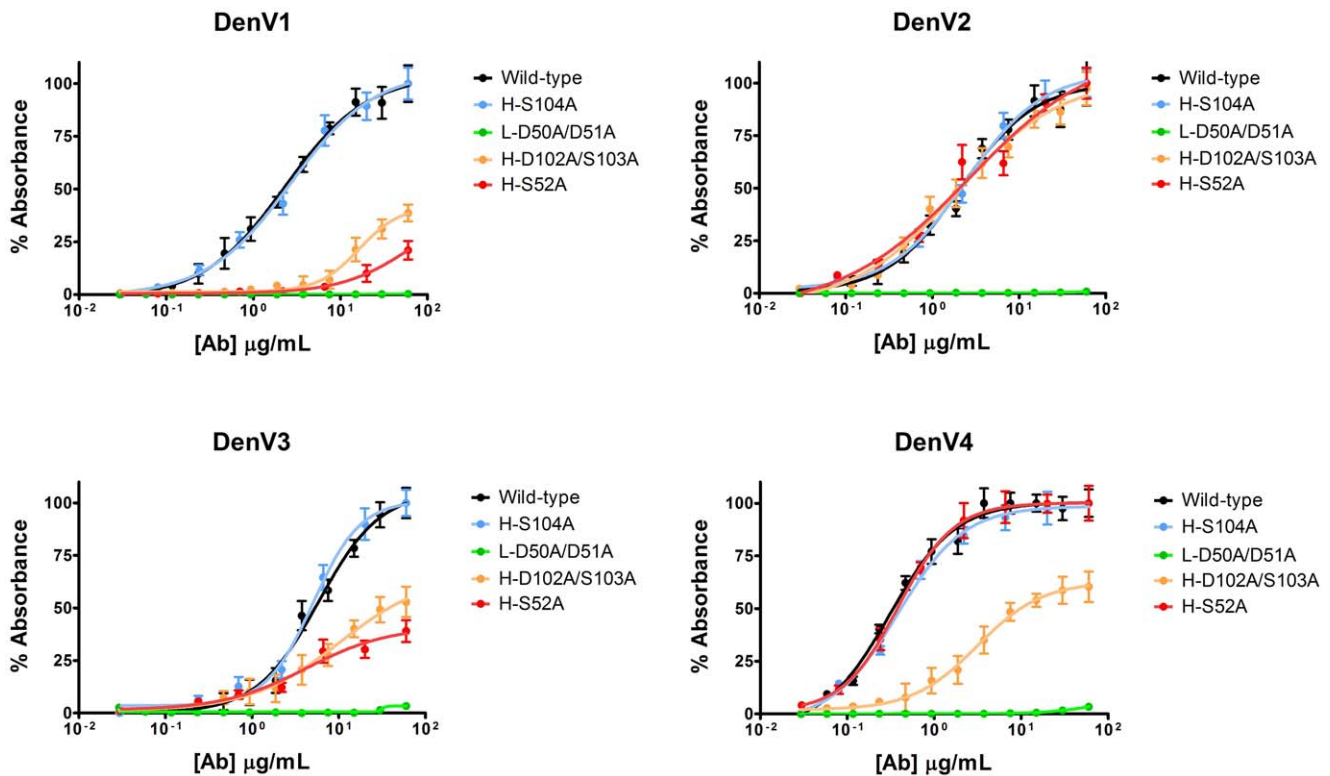 DenV1
% Absorbance
100
75
50
25
0
10-2
10-1
100
101
102
[Ab] μg/mL
Wild-type
H-S104A
L-D50A/D51A
H-D102A/S103A
H-S52A
DenV2
% Absorbance
100
75
50
25
0
10-2
10-1
100
101
102
[Ab] μg/mL
Wild-type
H-S104A
L-D50A/D51A
H-D102A/S103A
H-S52A
DenV3
% Absorbance
100
75
50
25
0
10-2
10-1
100
101
102
[Ab] μg/mL
Wild-type
H-S104A
L-D50A/D51A
H-D102A/S103A
H-S52A
DenV4
% Absorbance
100
75
50
25
0
10-2
10-1
100
101
102
[Ab] μg/mL
Wild-type
H-S104A
L-D50A/D51A
H-D102A/S103A
H-S52A